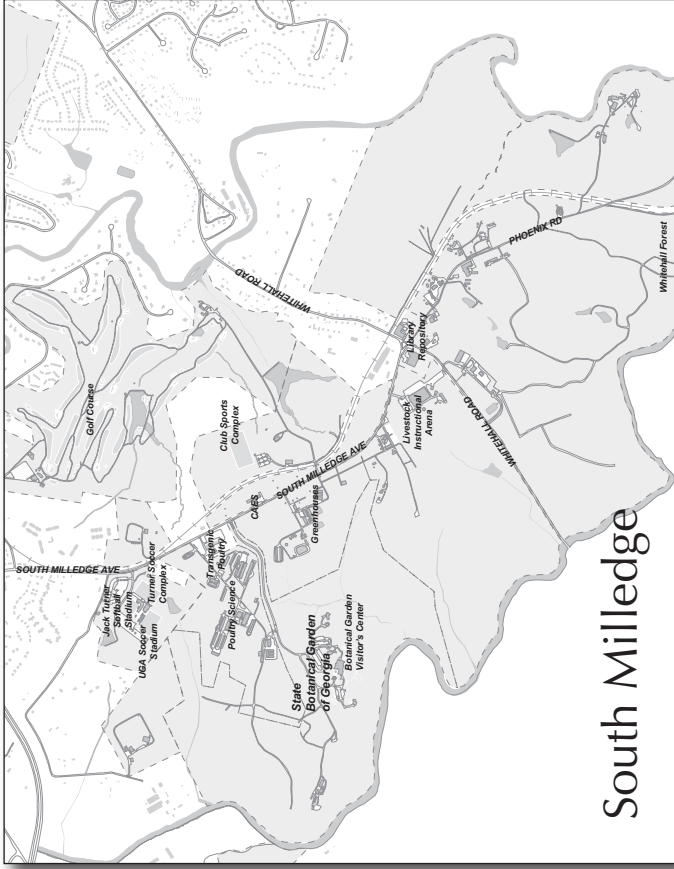 Golf Course
WHITEHALL ROAD
Club Sports
Complex
SOUTH MILLEDGE AVE
Jack Turner
Softball
Stadium
Turner Soccer
Complex
UGA Soccer
Stadium
CAES
SOUTH MILLEDGE AVE
Transgenic
Poultry
Poultry Science
Greenhouses
State
Botanical Garden
of Georgia
Botanical Garden
Visitor's Center
Livestock
Instructional
Arena
Library
Repository
PHOENIX RD
WHITEHALL ROAD
Whitehall Forest
South Milledge